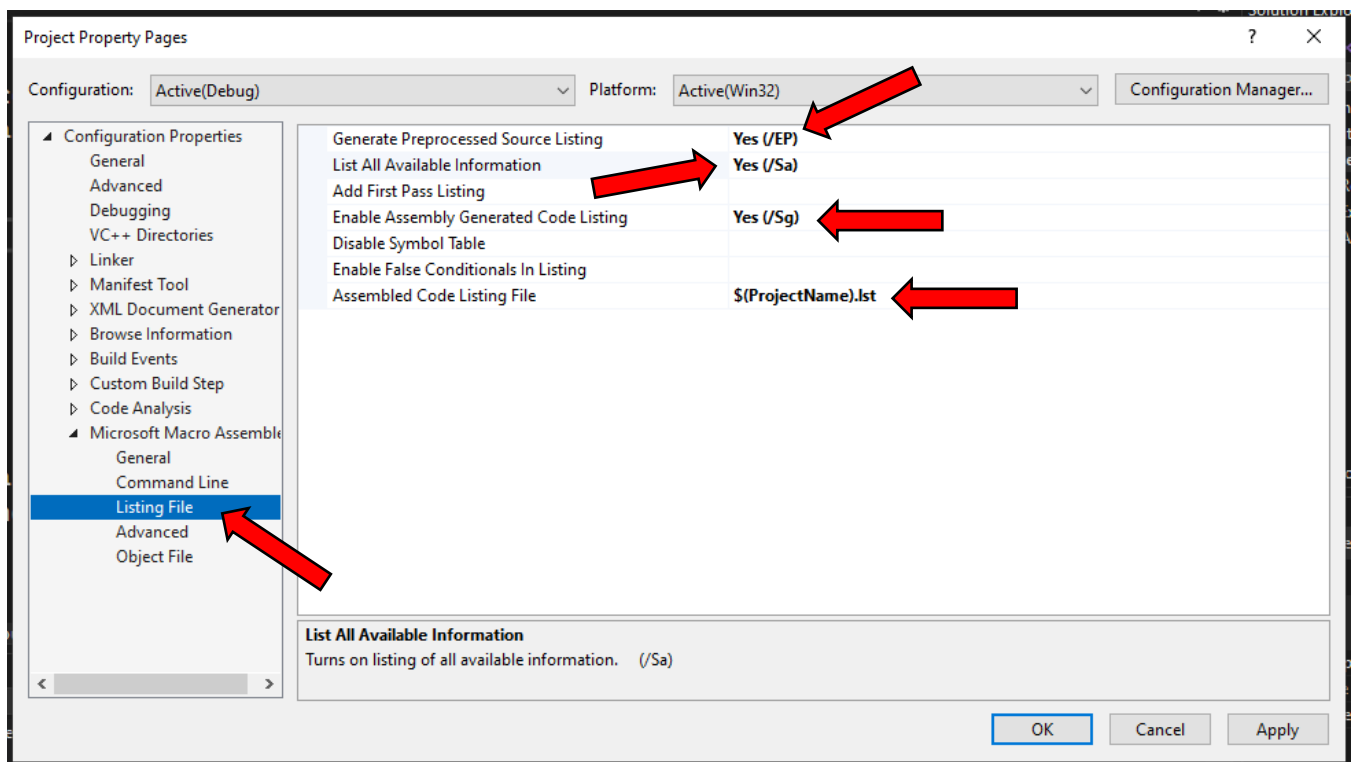 Project Property Pages ? ×
Configuration: Active(Debug) Platform: Active(Win32) Configuration Manager...
Configuration Properties
General
Advanced
Debugging
VC++ Directories
Linker
Manifest Tool
XML Document Generator
Browse Information
Build Events
Custom Build Step
Code Analysis
Microsoft Macro Assemble
General
Command Line
Listing File
Advanced
Object File
Generate Preprocessed Source Listing Yes (/EP)
List All Available Information Yes (/Sa)
Add First Pass Listing
Enable Assembly Generated Code Listing Yes (/Sg)
Disable Symbol Table
Enable False Conditionals In Listing
Assembled Code Listing File $(ProjectName).lst
List All Available Information
Turns on listing of all available information. (/Sa)
OK Cancel Apply